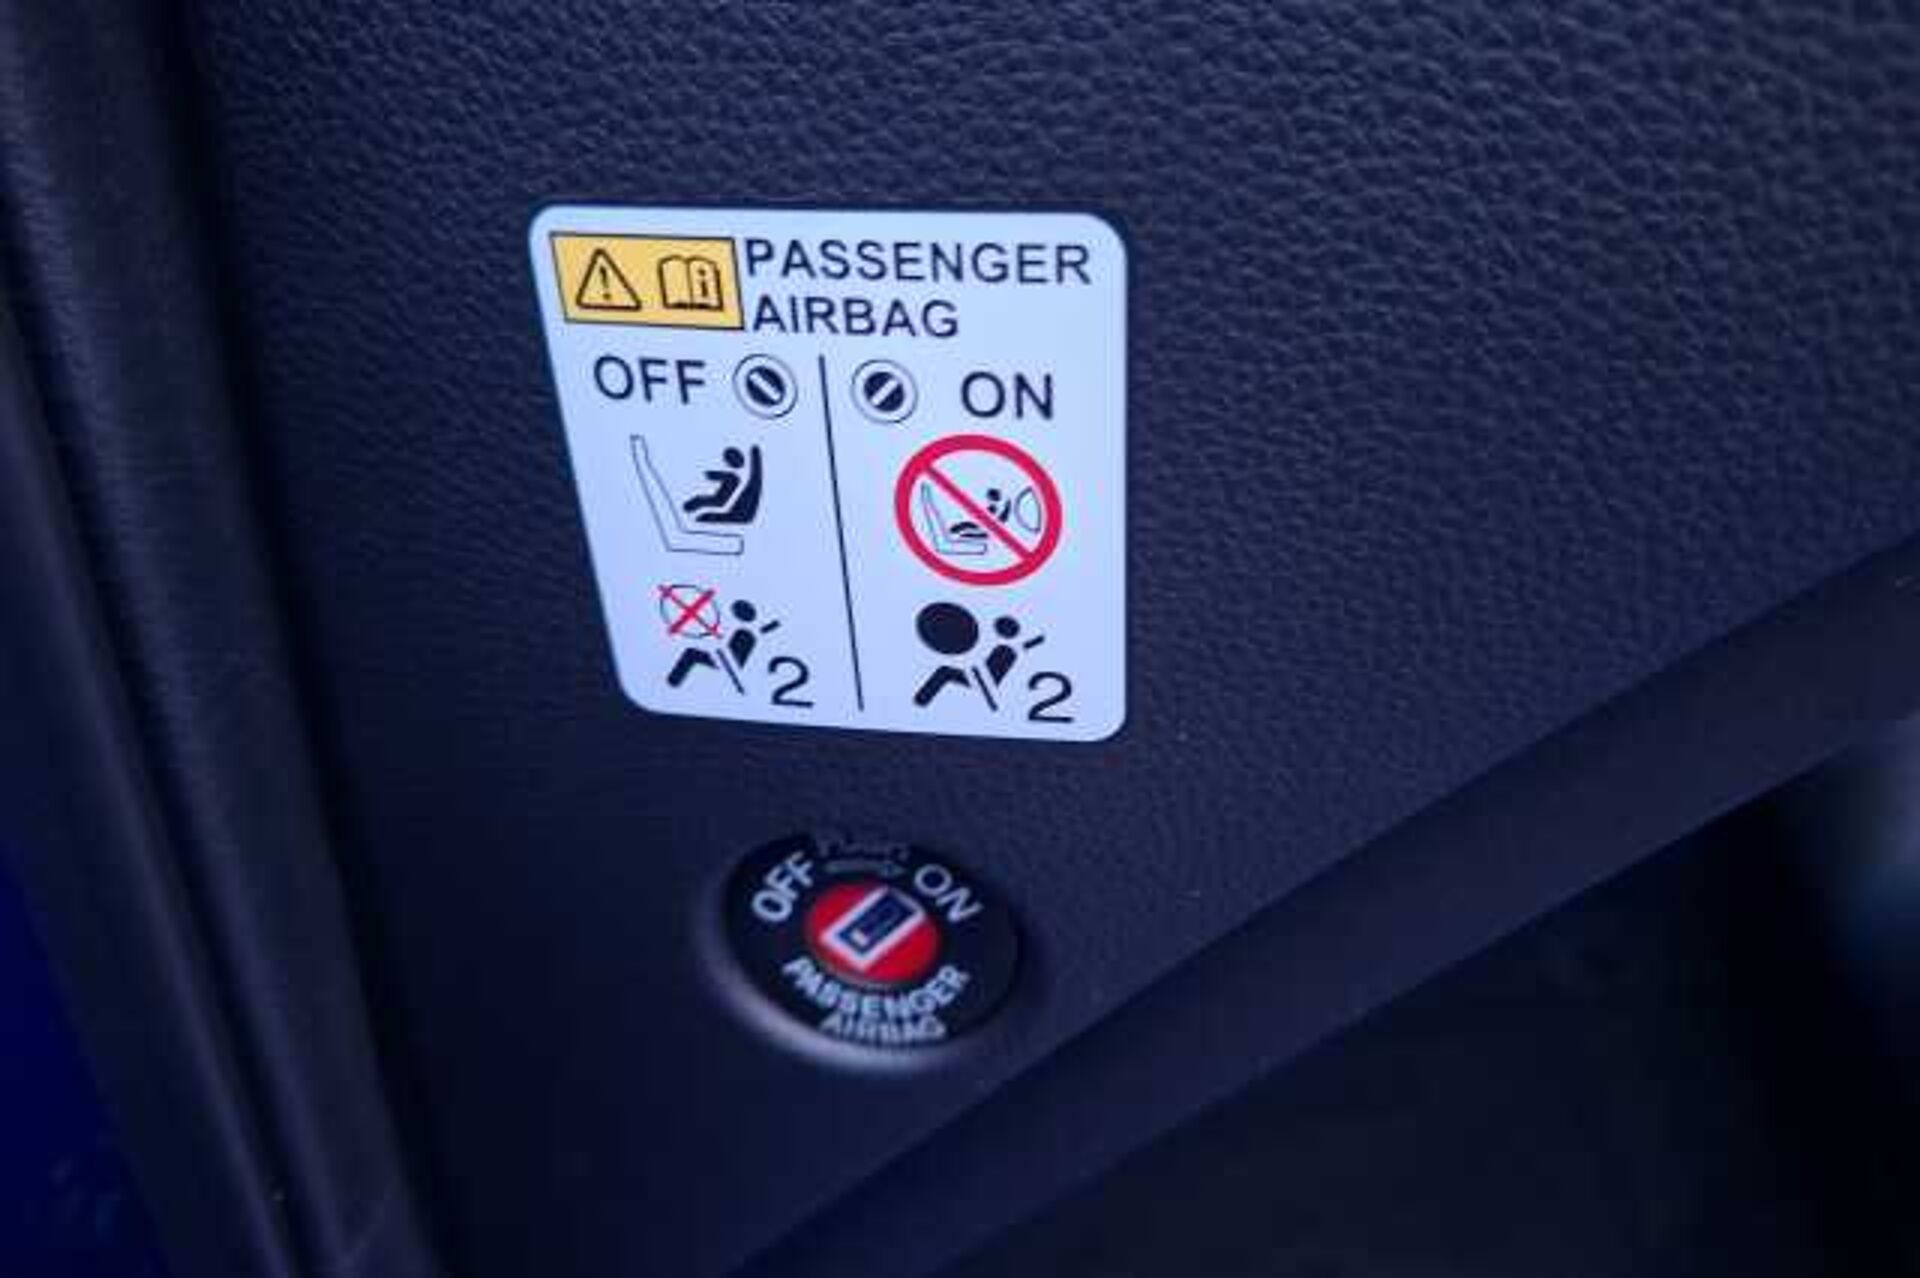 PASSENGER
AIRBAG
OFF ON
2 2
OFF ON
PASSENGER
AIRBAG